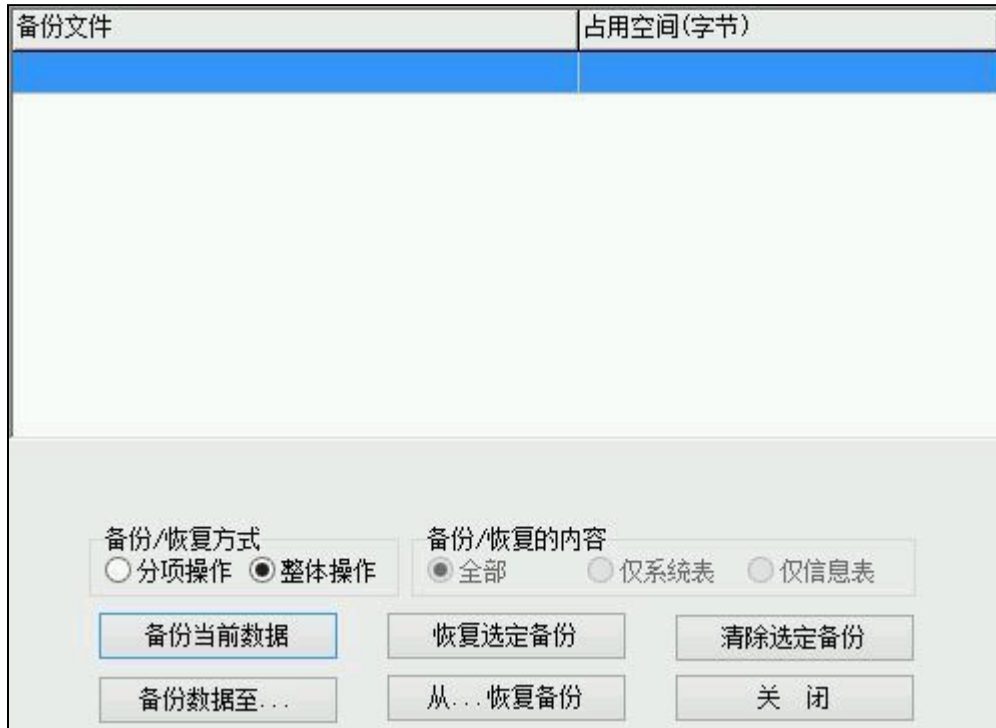 备份文件 占用空间(字节)
备份/恢复方式 备份/恢复的内容
分项操作 整体操作 全部 仅系统表 仅信息表
备份当前数据 恢复选定备份 清除选定备份
备份数据至... 从...恢复备份 关 闭